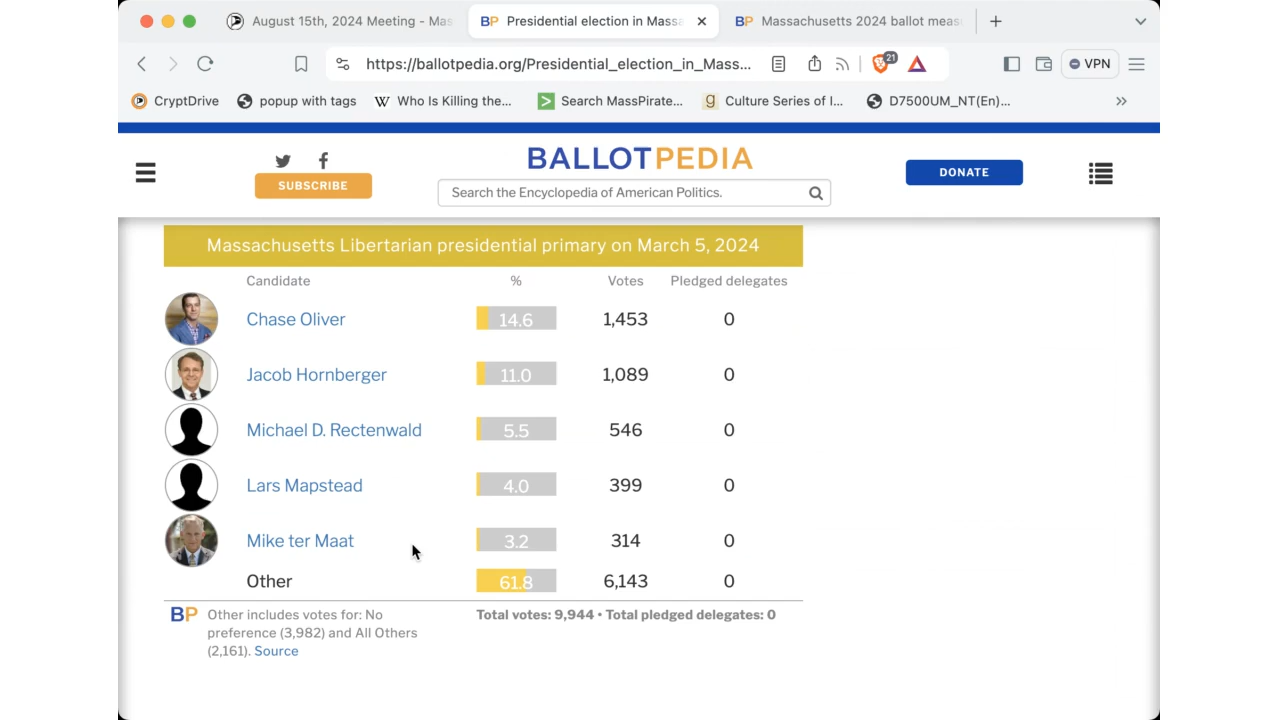 August 15th, 2024 Meeting - Mas
Presidential election in Massa
Massachusetts 2024 ballot meas
https://ballotpedia.org/Presidential_election_in_Mass...
21
VPN
CryptDrive
popup with tags
Who Is Killing the...
Search MassPirate...
Culture Series of I...
D7500UM_NT(En)...
SUBSCRIBE
BALLOTPEDIA
Search the Encyclopedia of American Politics.
DONATE
Massachusetts Libertarian presidential primary on March 5, 2024
Candidate % Votes Pledged delegates
Chase Oliver 14.6 1,453 0
Jacob Hornberger 11.0 1,089 0
Michael D. Rectenwald 5.5 546 0
Lars Mapstead 4.0 399 0
Mike ter Maat 3.2 314 0
Other 61.8 6,143 0
BP Other includes votes for: No
preference (3,982) and All Others
(2,161). Source
Total votes: 9,944 • Total pledged delegates: 0